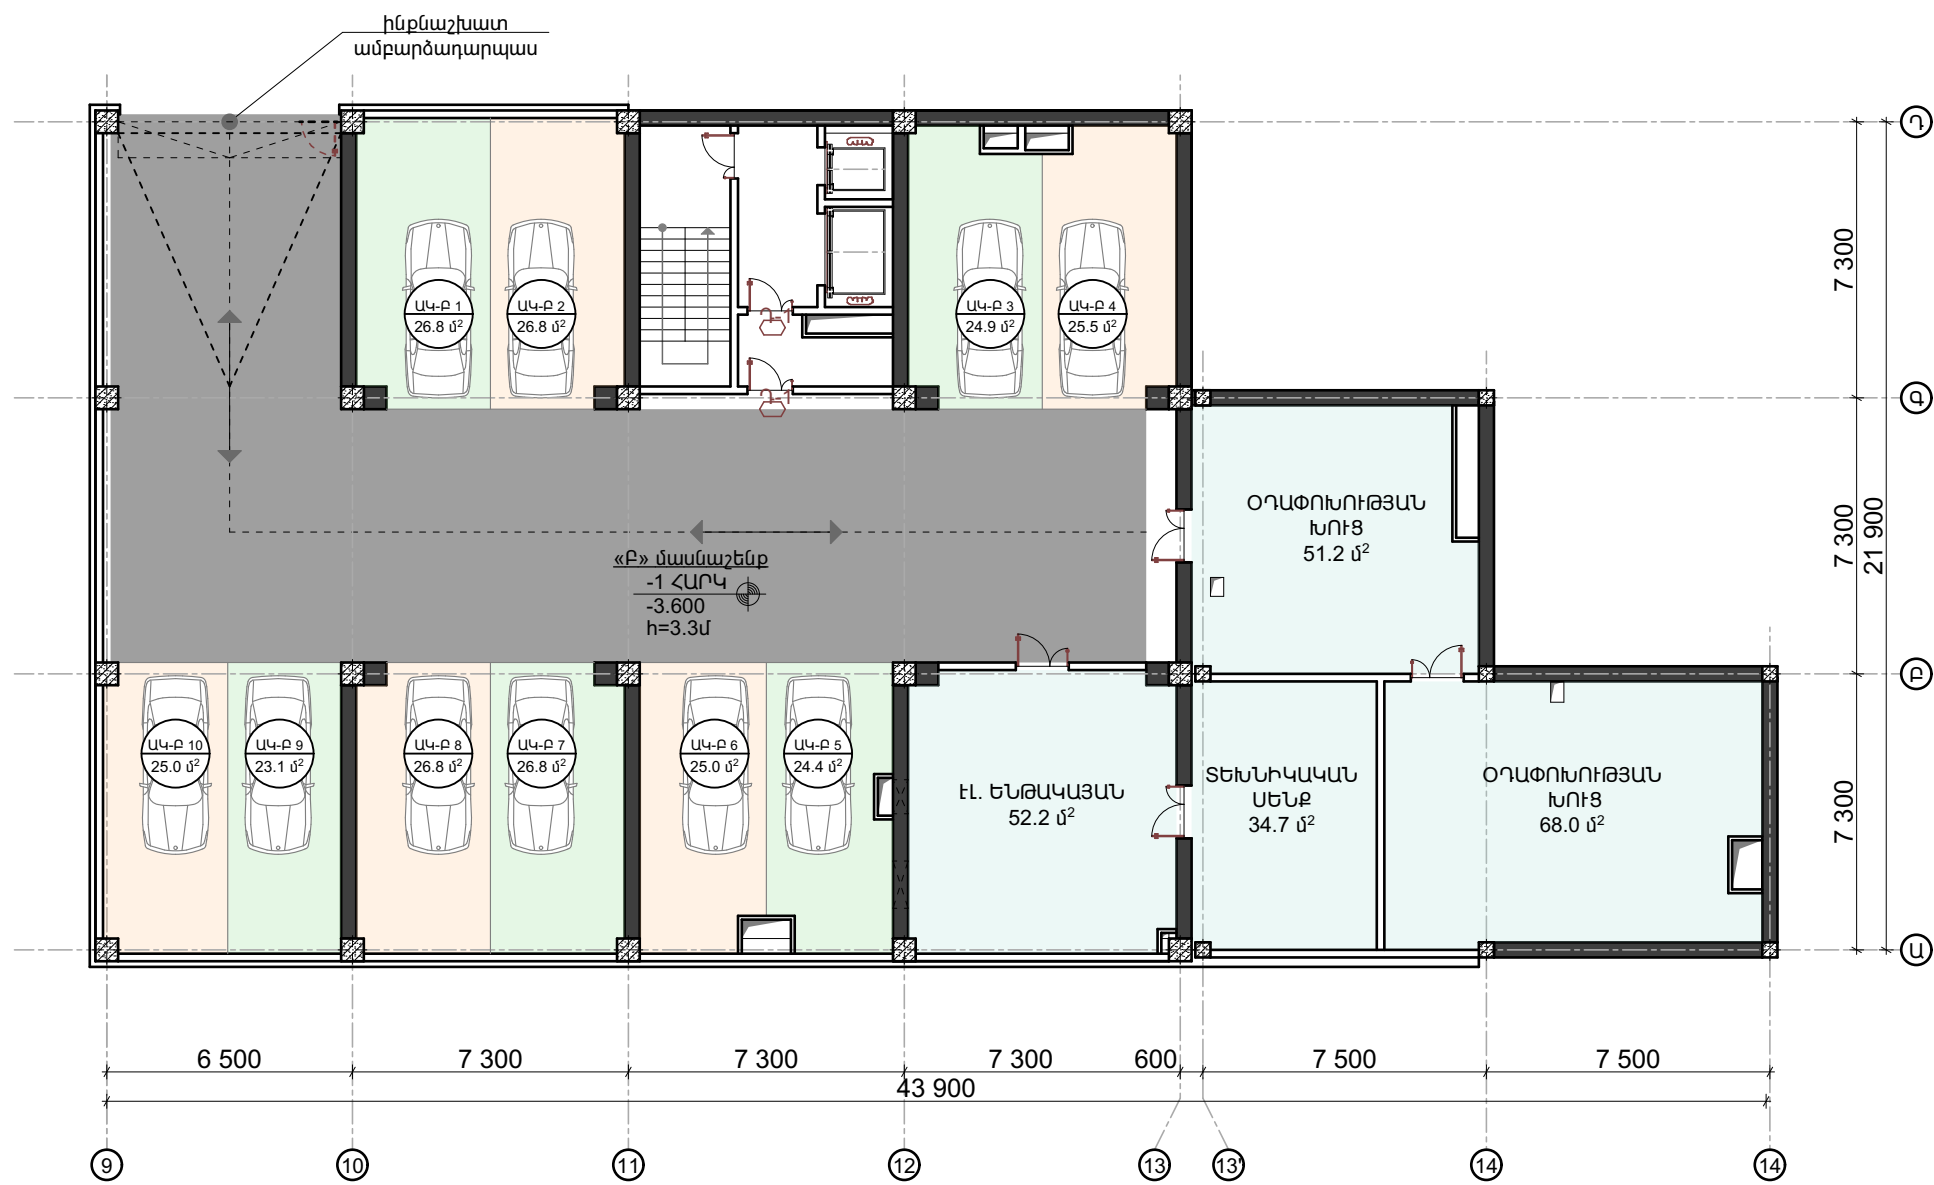 ինքնաշխատ
ամբարձադարպաս
Դ
ԱԿ-Բ 1
26.8 մ²
ԱԿ-Բ 2
26.8 մ²
ԱԿ-Բ 3
24.9 մ²
ԱԿ-Բ 4
25.5 մ²
7 300
2-1
2-1
Գ
ՕԴԱՓՈԽՈՒԹՅԱՆ
ԽՈՒՑ
51.2 մ²
7 300
21 900
«Բ» մասնաշենք
-1 ՀԱՐԿ
-3.600
h=3.3մ
Բ
ԱԿ-Բ 10
25.0 մ²
ԱԿ-Բ 9
23.1 մ²
ԱԿ-Բ 8
26.8 մ²
ԱԿ-Բ 7
26.8 մ²
ԱԿ-Բ 6
25.0 մ²
ԱԿ-Բ 5
24.4 մ²
ԷԼ. ԵՆԹԱԿԱՅԱՆ
52.2 մ²
ՏԵԽՆԻԿԱԿԱՆ
ՍԵՆՔ
34.7 մ²
ՕԴԱՓՈԽՈՒԹՅԱՆ
ԽՈՒՑ
68.0 մ²
7 300
Ա
6 500
7 300
7 300
7 300
600
7 500
7 500
43 900
9
10
11
12
13
13'
14
14